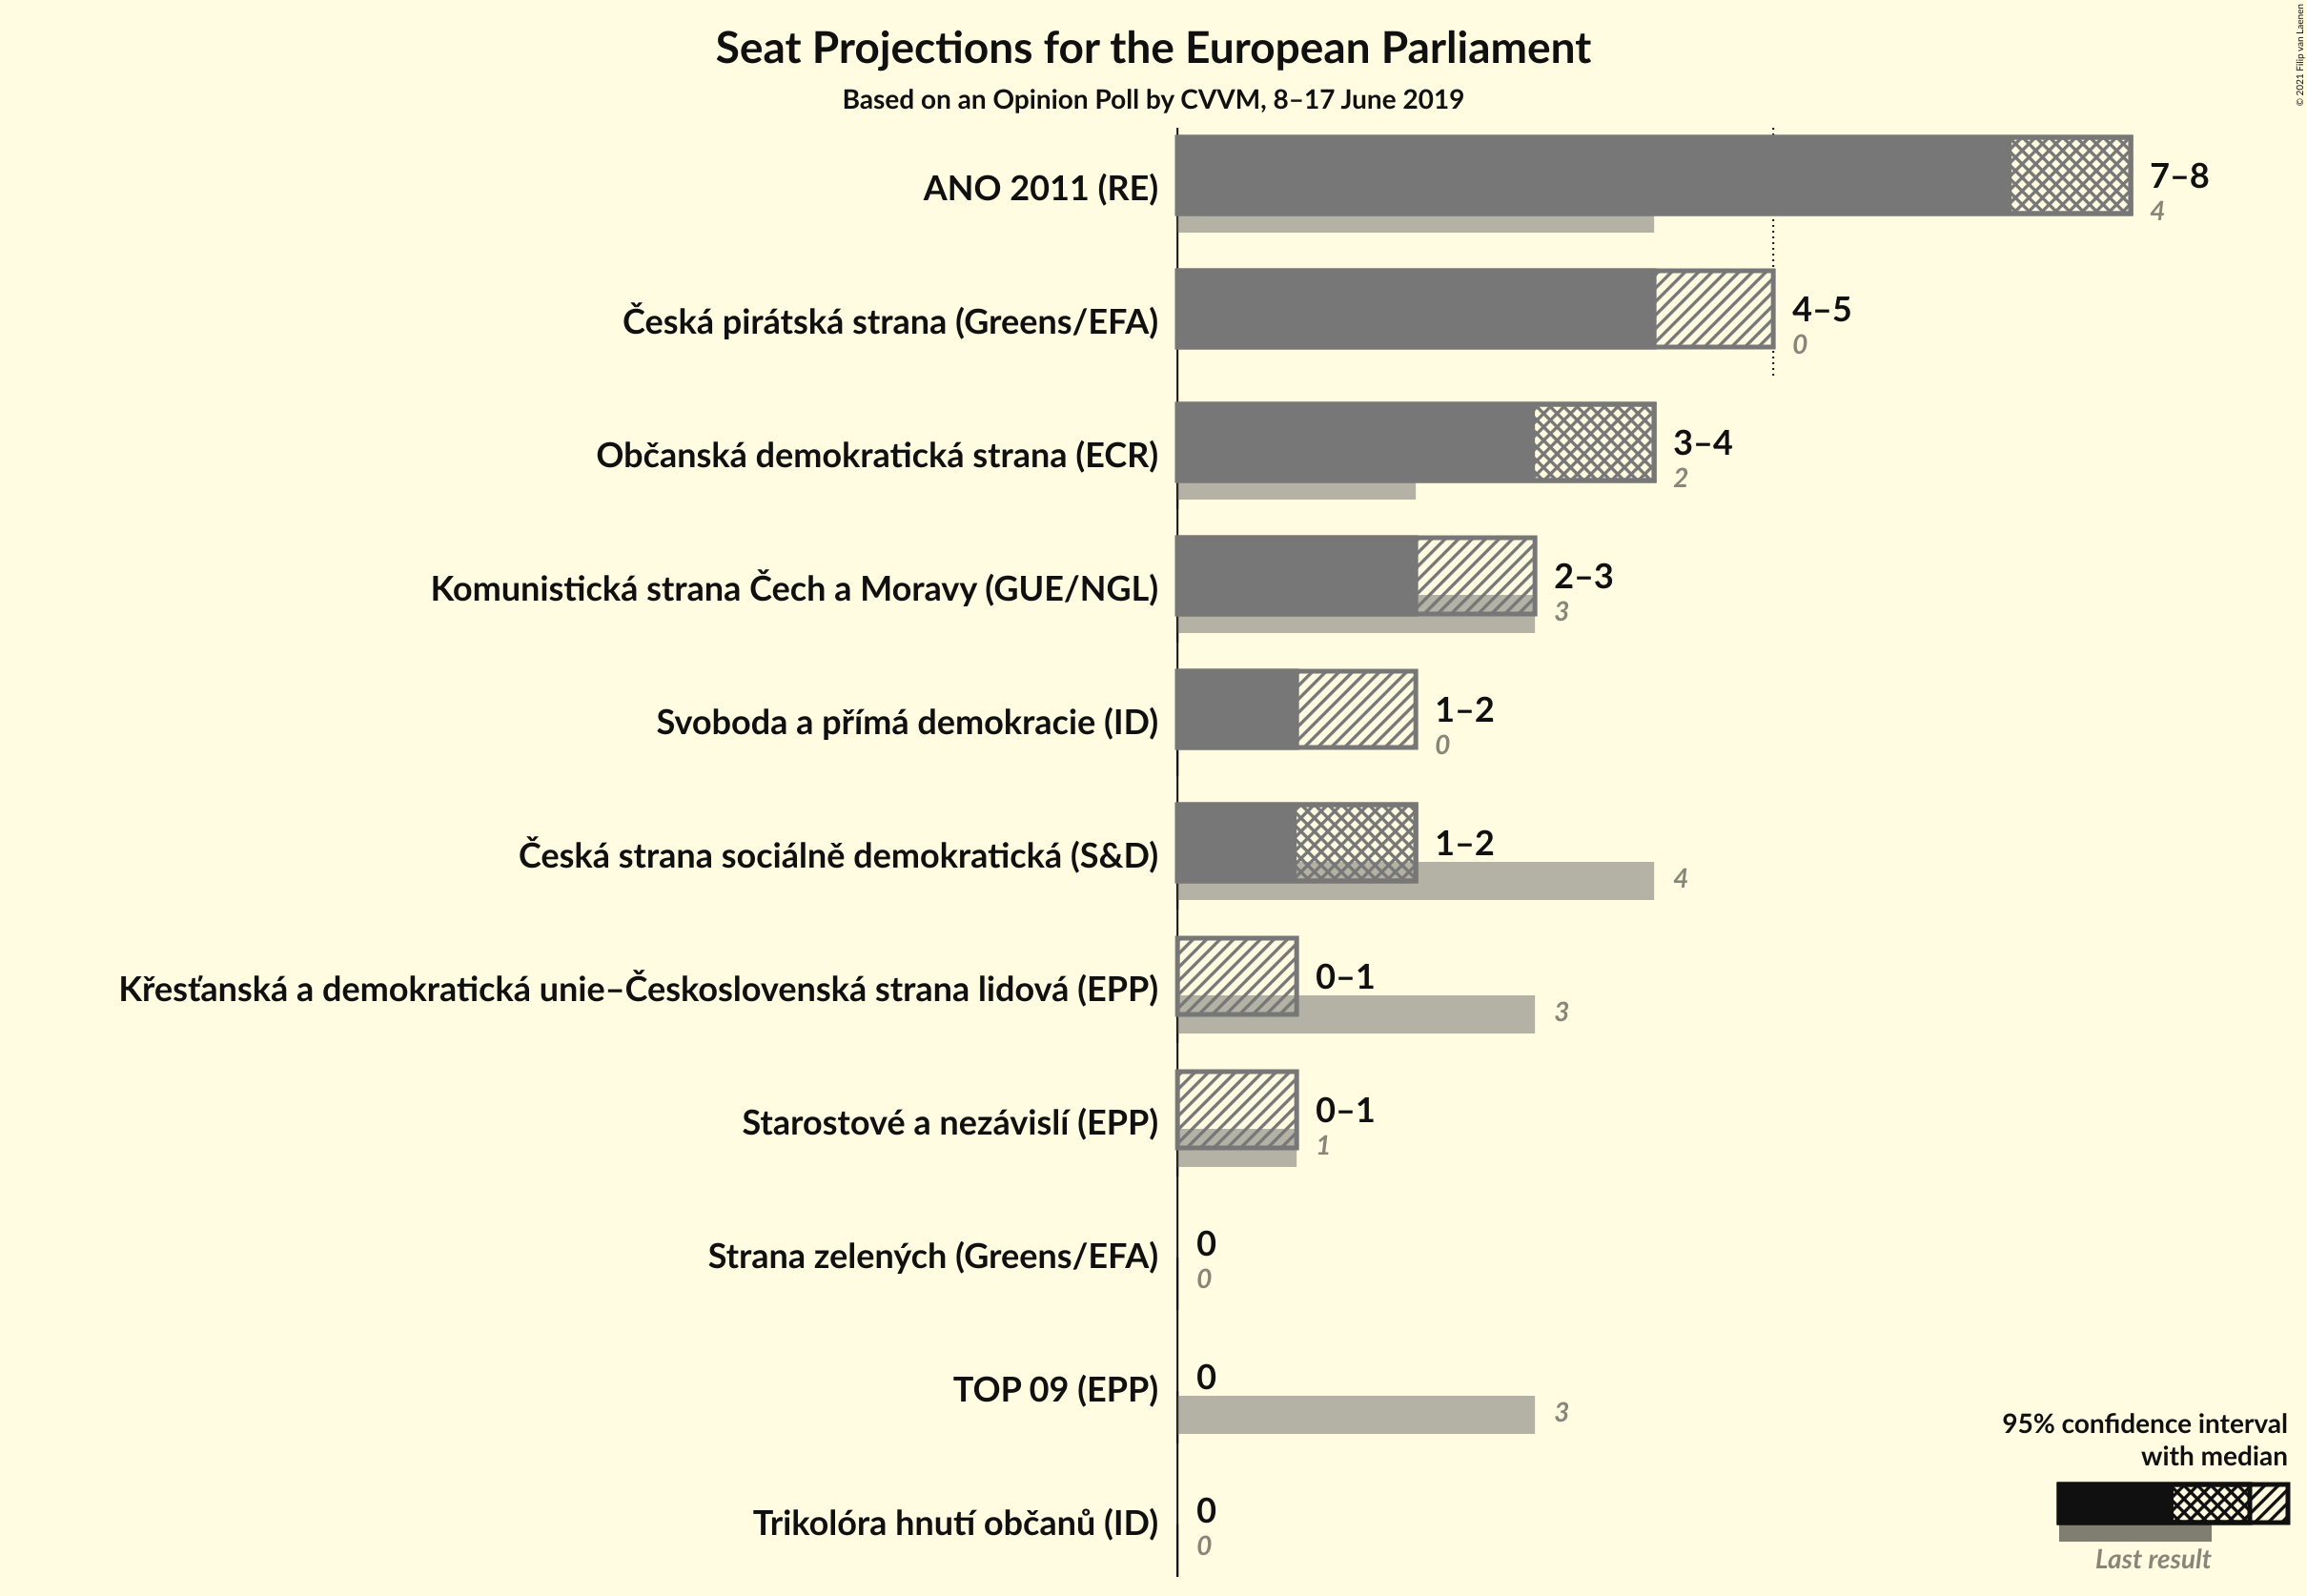 Seat Projections for the European Parliament
Based on an Opinion Poll by CVVM, 8–17 June 2019
© 2021 Filip van Laenen
ANO 2011 (RE)
7–8
4
Česká pirátská strana (Greens/EFA)
4–5
0
Občanská demokratická strana (ECR)
3–4
2
Komunistická strana Čech a Moravy (GUE/NGL)
2–3
3
Svoboda a přímá demokracie (ID)
1–2
0
Česká strana sociálně demokratická (S&D)
1–2
4
Křesťanská a demokratická unie–Československá strana lidová (EPP)
0–1
3
Starostové a nezávislí (EPP)
0–1
1
Strana zelených (Greens/EFA)
0
0
TOP 09 (EPP)
0
3
Trikolóra hnutí občanů (ID)
0
0
95% confidence interval
with median
Last result